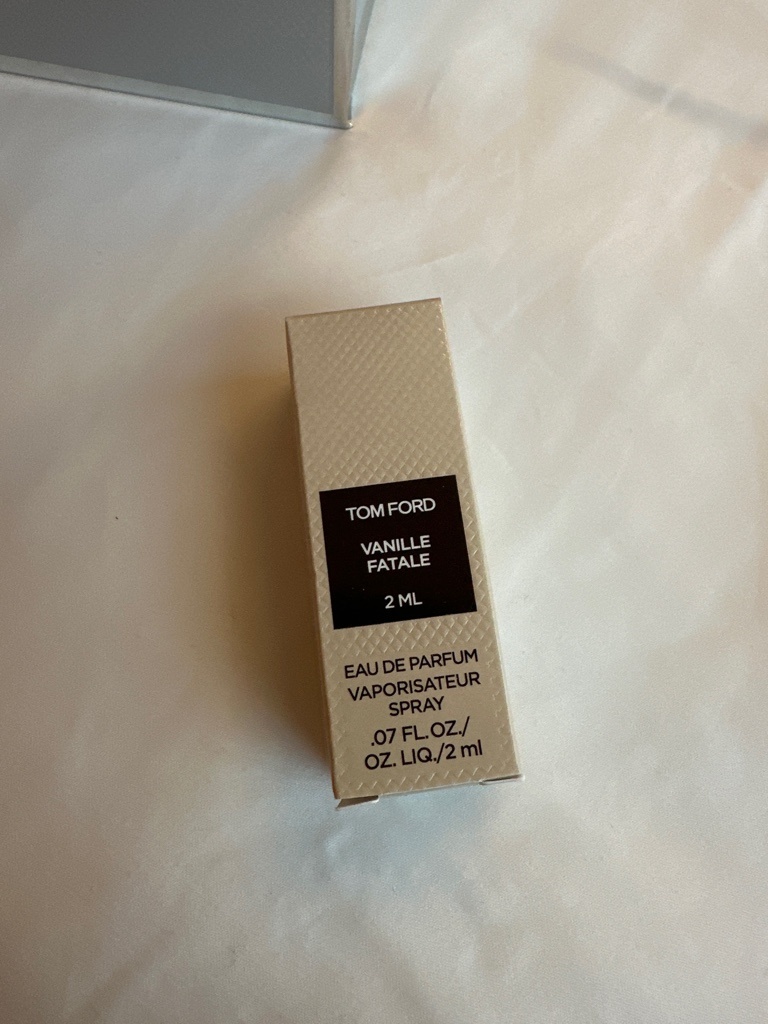 TOM FORD
VANILLE
FATALE
2 ML
EAU DE PARFUM
VAPORISATEUR
SPRAY
.07 FL.OZ./
OZ. LIQ./2 ml